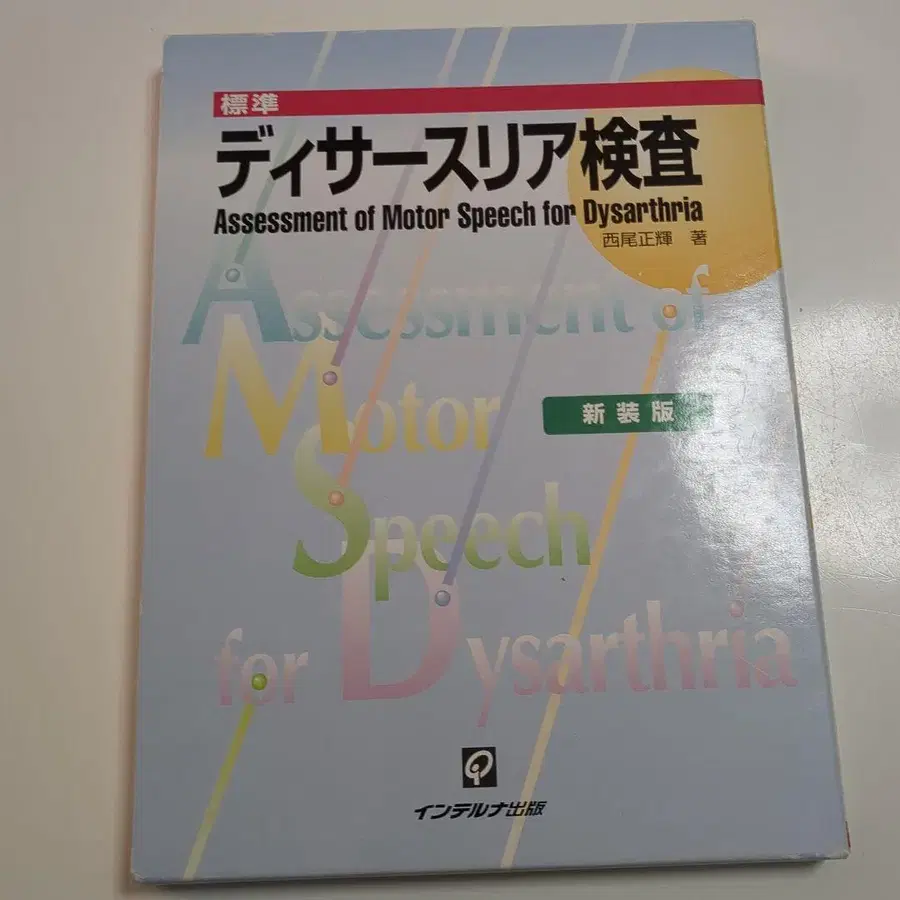 標準
ディサースリア検査
Assessment of Motor Speech for Dysarthria
西尾正輝 著
Assessment of
Motor
新装版
Speech
for Dysarthria
インテルナ出版